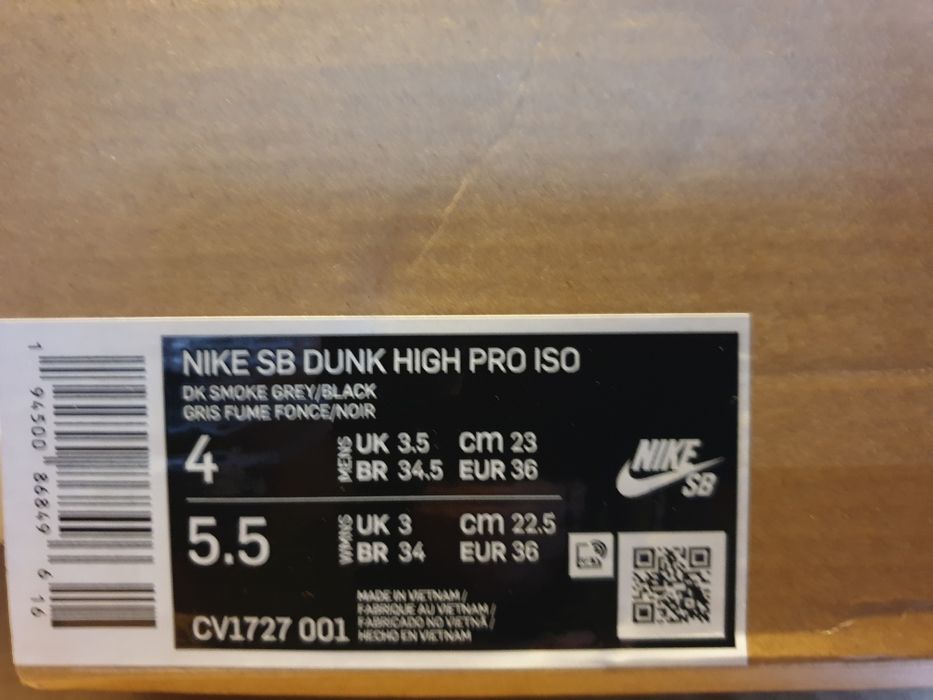 NIKE SB DUNK HIGH PRO ISO
DK SMOKE GREY/BLACK
GRIS FUME FONCE/NOIR
4 MENS UK 3.5 cm 23
BR 34.5 EUR 36
5.5 WMNS UK 3 cm 22.5
BR 34 EUR 36
CV1727 001
MADE IN VIETNAM /
FABRIQUE AU VIETNAM /
FABRICADO NO VIETNÃ /
HECHO EN VIETNAM
NIKE
SB
1 94500 86849 6 16